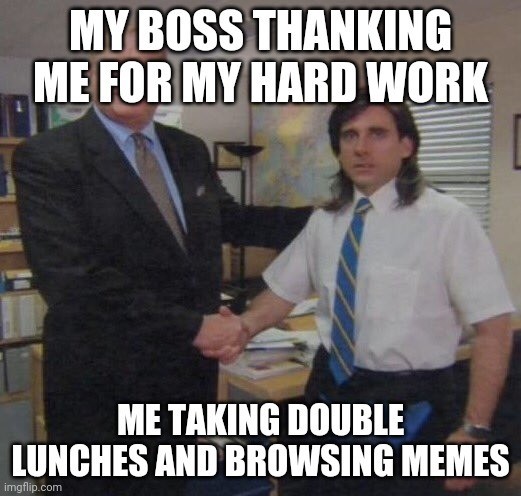 MY BOSS THANKING
ME FOR MY HARD WORK
ME TAKING DOUBLE
LUNCHES AND BROWSING MEMES
imgflip.com